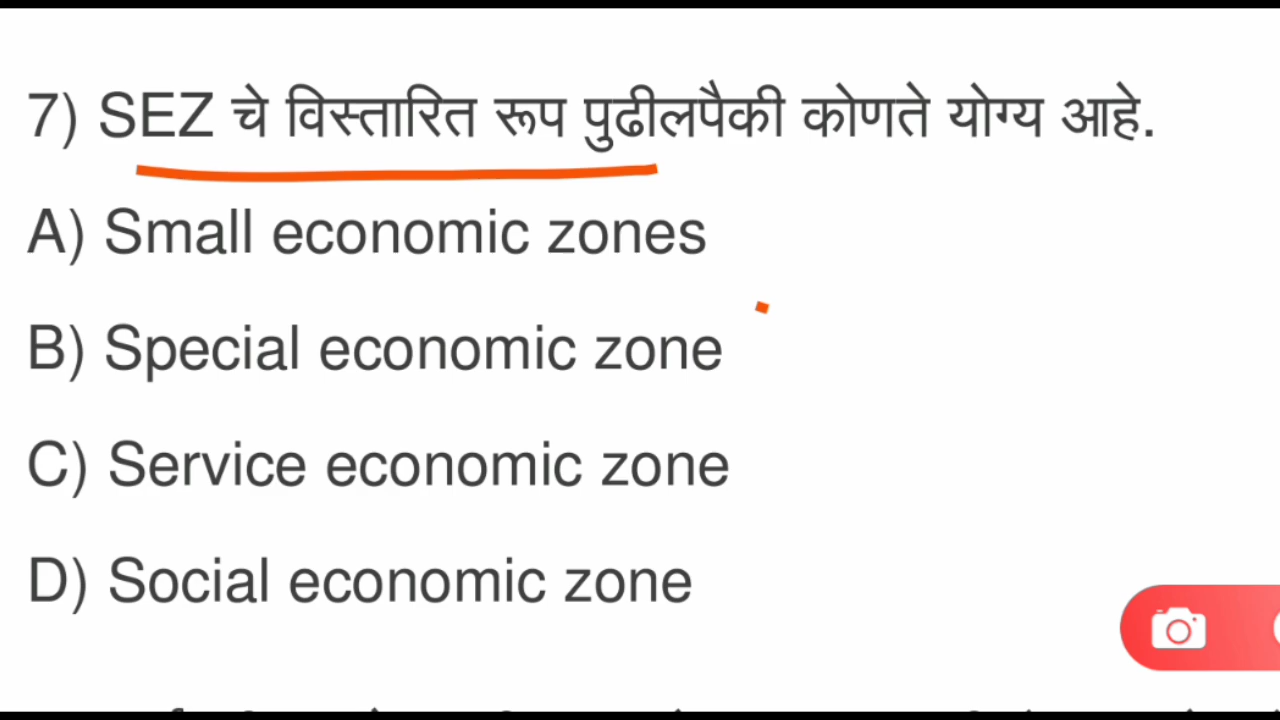 7) SEZ चे विस्तारित रूप पुढीलपैकी कोणते योग्य आहे.
A) Small economic zones
B) Special economic zone
C) Service economic zone
D) Social economic zone